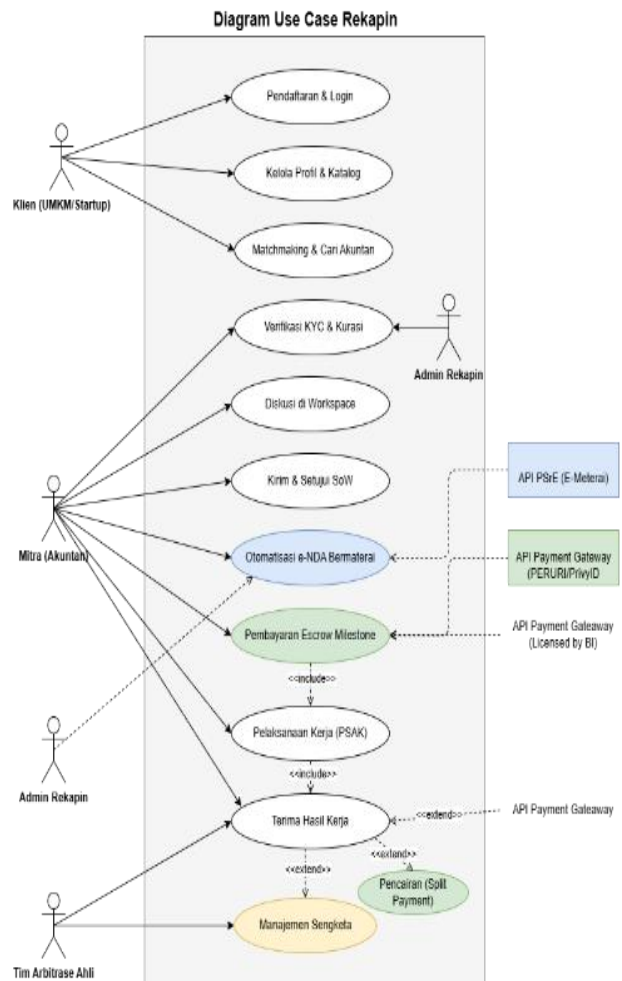 Diagram Use Case Rekapin
Pendaftaran & Login
Klien (UMKM/Startup)
Kelola Profil & Katalog
Matchmaking & Cari Akuntan
Verifikasi KYC & Kurasi
Admin Rekapin
Diskusi di Workspace
Kirim & Setujui SoW
API PSrE (E-Meterai)
Mitra (Akuntan)
Otomatisasi e-NDA Bermaterai
API Payment Gateway
(PERURI/PrivyID
Pembayaran Escrow Milestone
API Payment Gateaway
(Licensed by BI)
<<include>>
Pelaksanaan Kerja (PSAK)
<<include>>
Admin Rekapin
Terima Hasil Kerja
<<extend>>
API Payment Gateaway
<<extend>>
<<extend>>
Pencairan (Split
Payment)
Manajemen Sengketa
Tim Arbitrase Ahli